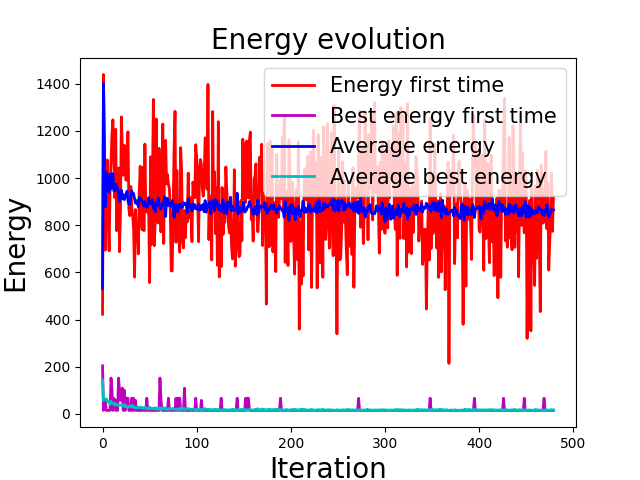 Energy evolution
Energy first time
Best energy first time
Average energy
Average best energy
Energy
1400
1200
1000
800
600
400
200
0
0 100 200 300 400 500
Iteration